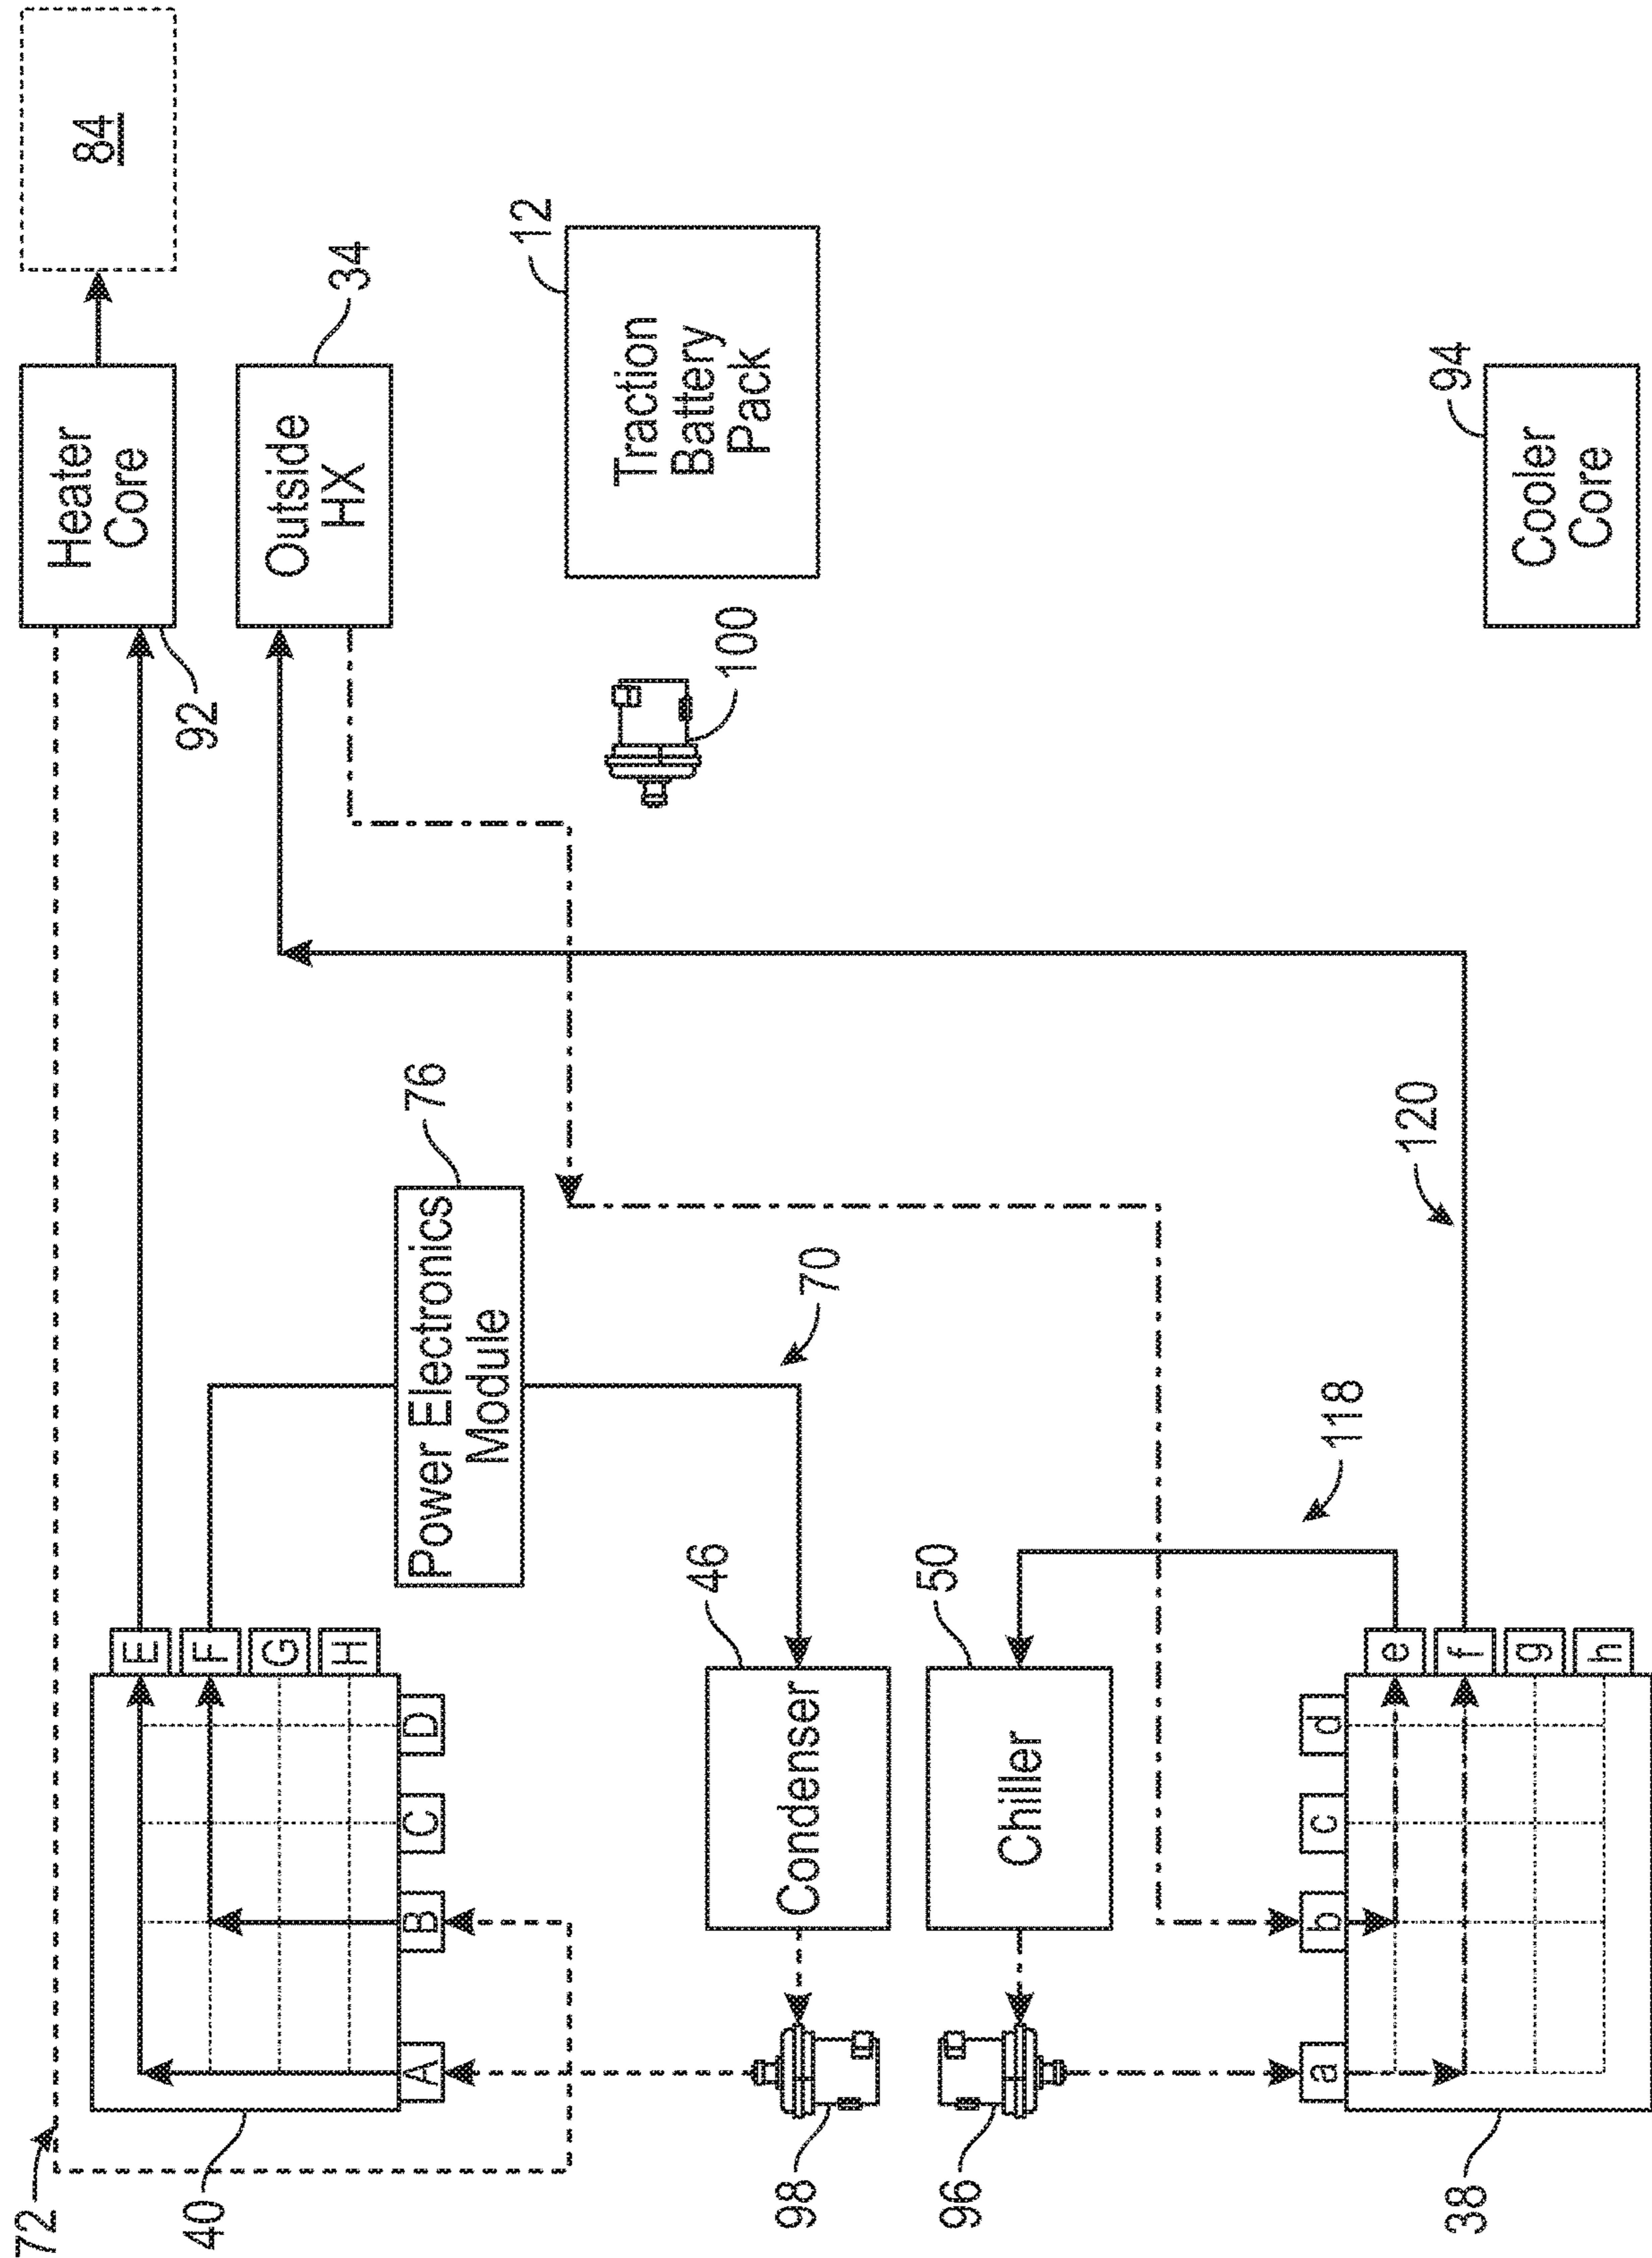 72
40
E
F
G
H
A
B
C
D
Heater
Core
92
84
Outside
HX
34
Power Electronics
Module
76
Traction
Battery
Pack
12
100
70
Condenser
46
98
Chiller
50
96
118
120
a
b
c
d
e
f
g
h
38
Cooler
Core
94